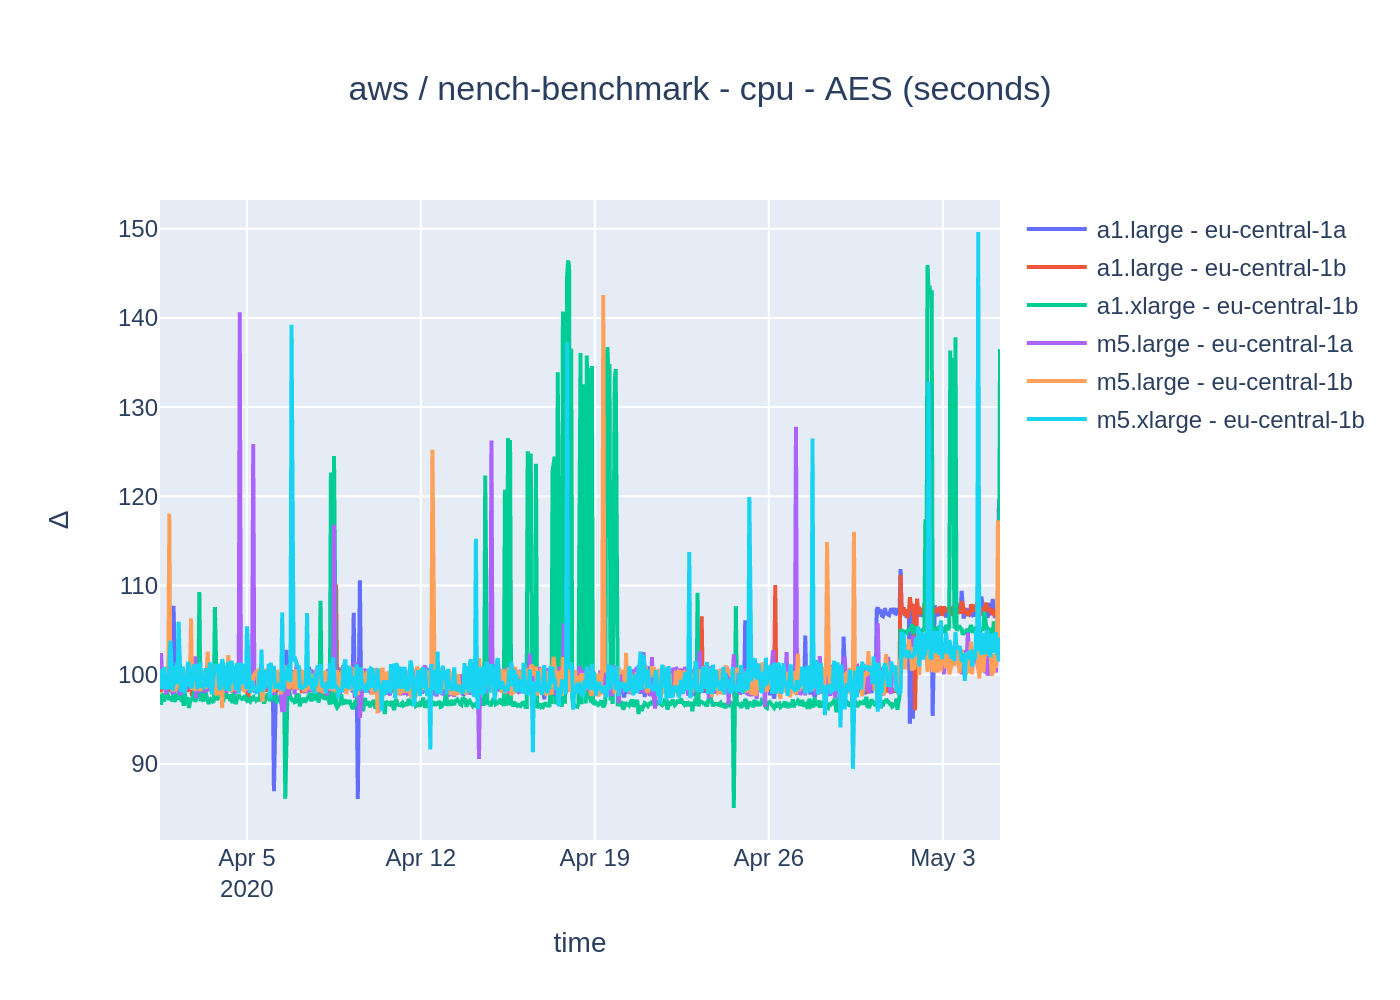 aws / nench-benchmark - cpu - AES (seconds)
150
140
130
120
110
100
90
Δ
Apr 5
2020
Apr 12
Apr 19
Apr 26
May 3
time
a1.large - eu-central-1a
a1.large - eu-central-1b
a1.xlarge - eu-central-1b
m5.large - eu-central-1a
m5.large - eu-central-1b
m5.xlarge - eu-central-1b